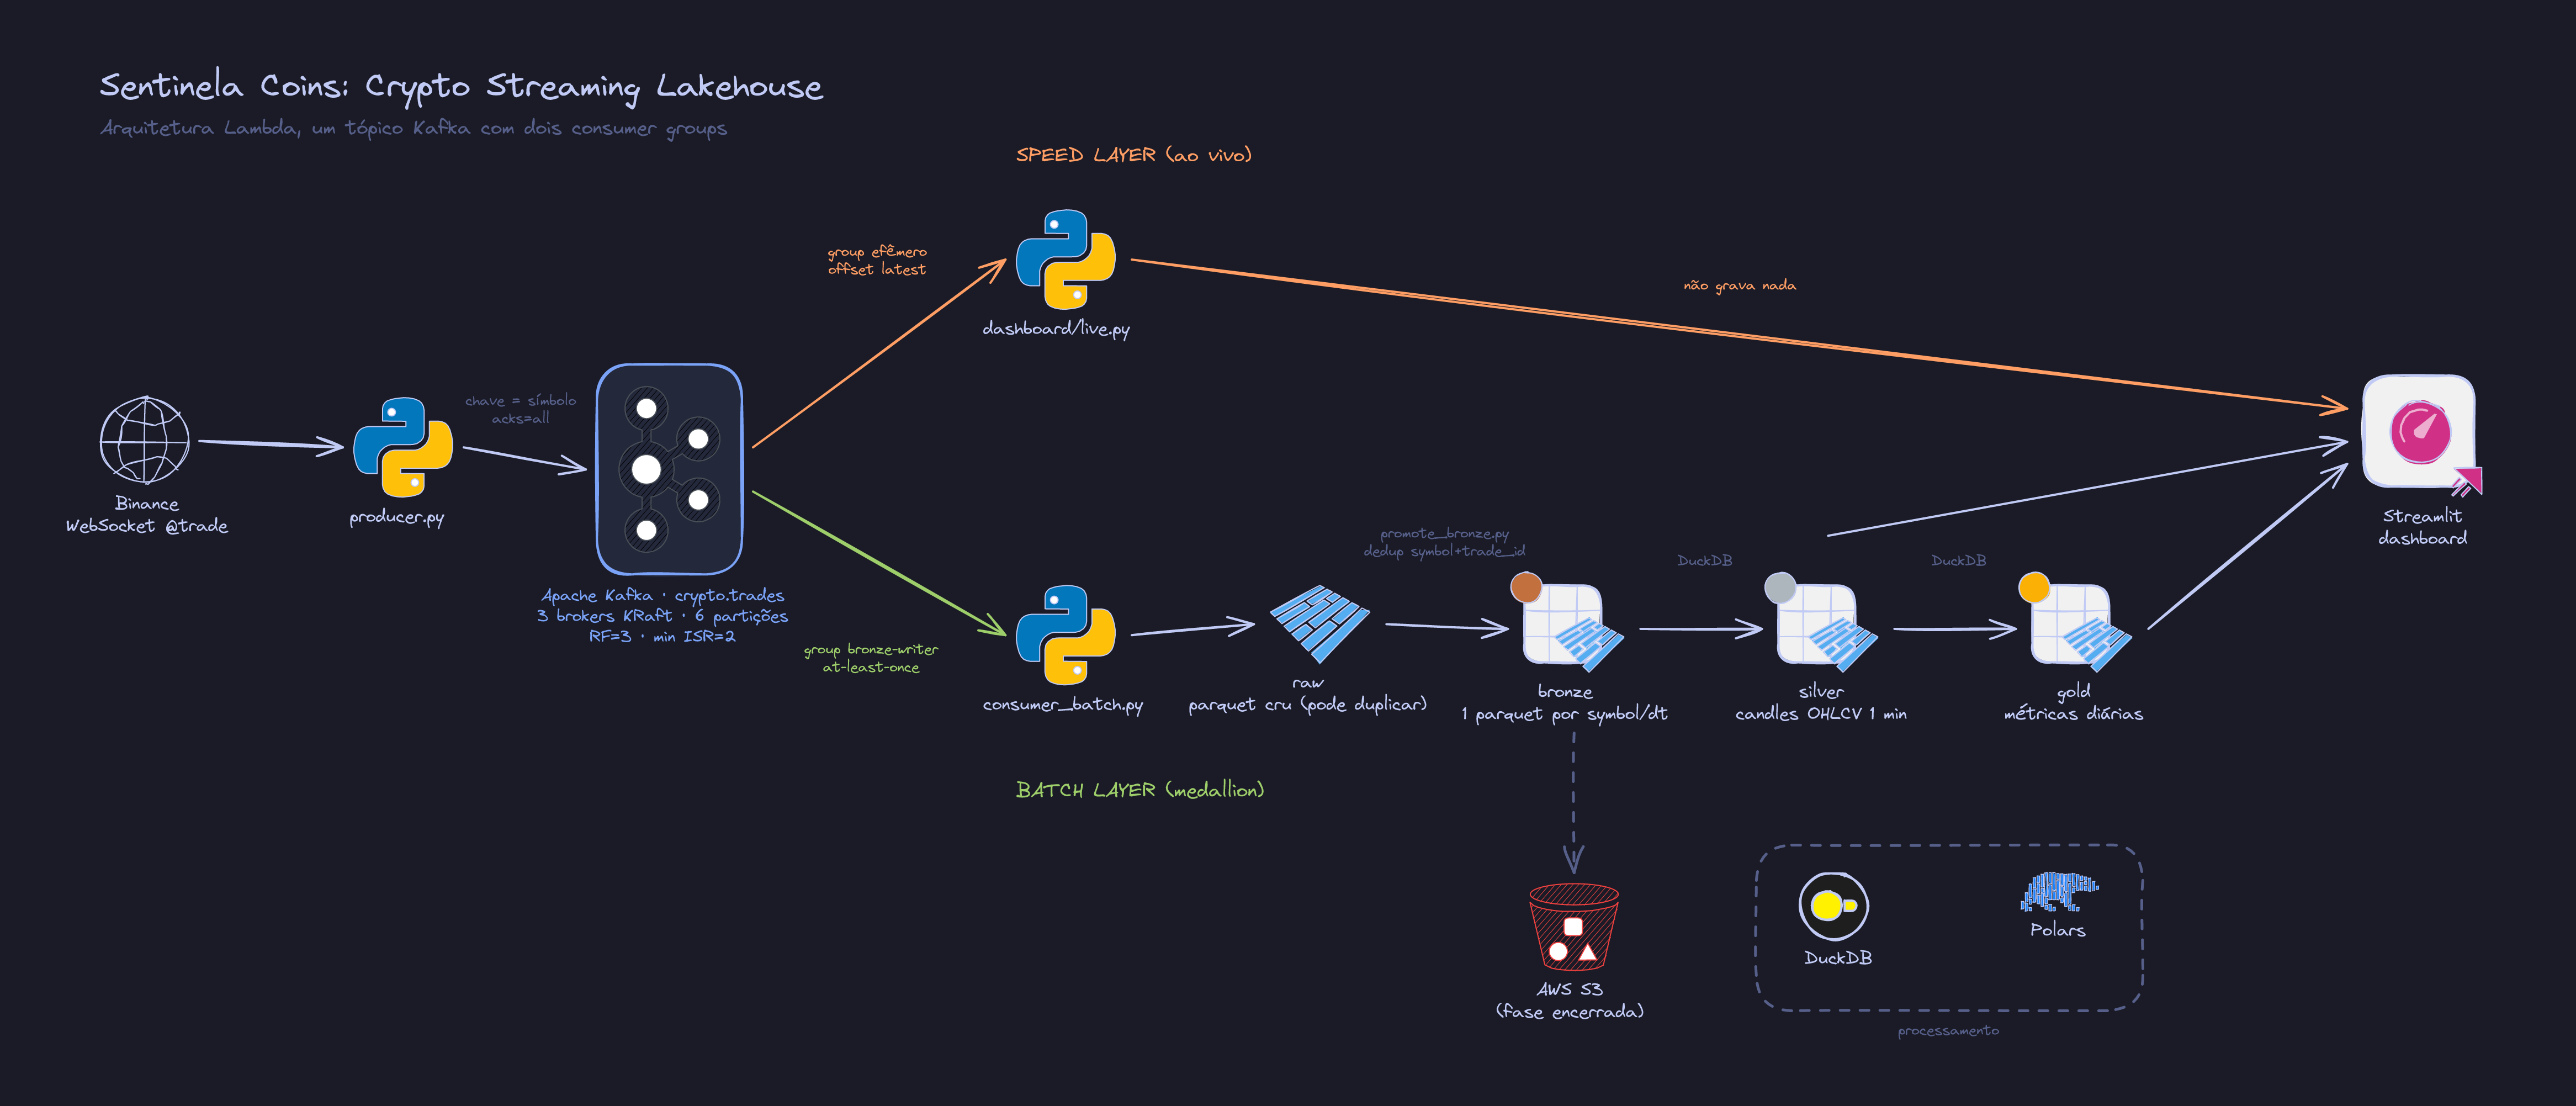 Sentinela Coins: Crypto Streaming Lakehouse
Arquitetura Lambda, um tópico Kafka com dois consumer groups
SPEED LAYER (ao vivo)
group efêmero
offset latest
não grava nada
dashboard/live.py
chave = símbolo
acks=all
Binance
WebSocket @trade
producer.py
Apache Kafka · crypto.trades
3 brokers KRaft · 6 partições
RF=3 · min ISR=2
Streamlit
dashboard
promote_bronze.py
dedup symbol+trade_id
DuckDB
DuckDB
group bronze-writer
at-least-once
consumer_batch.py
raw
parquet cru (pode duplicar)
bronze
1 parquet por symbol/dt
silver
candles OHLCV 1 min
gold
métricas diárias
BATCH LAYER (medallion)
AWS S3
(fase encerrada)
DuckDB
Polars
processamento